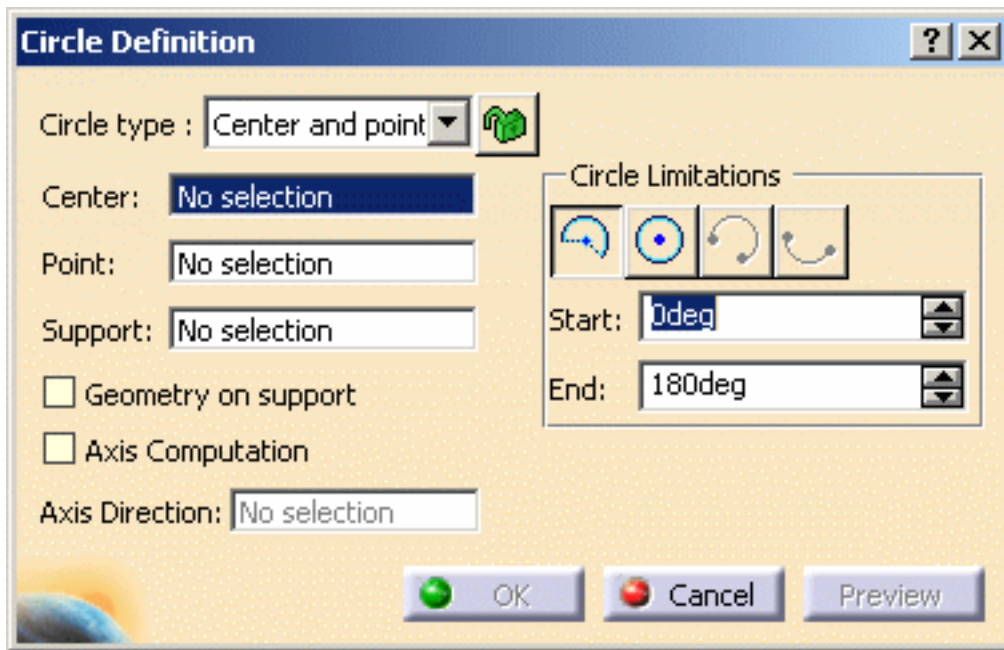 Circle Definition
Circle type : Center and point
Center: No selection
Point: No selection
Support: No selection
Geometry on support
Axis Computation
Axis Direction: No selection
Circle Limitations
Start: 0deg
End: 180deg
OK Cancel Preview